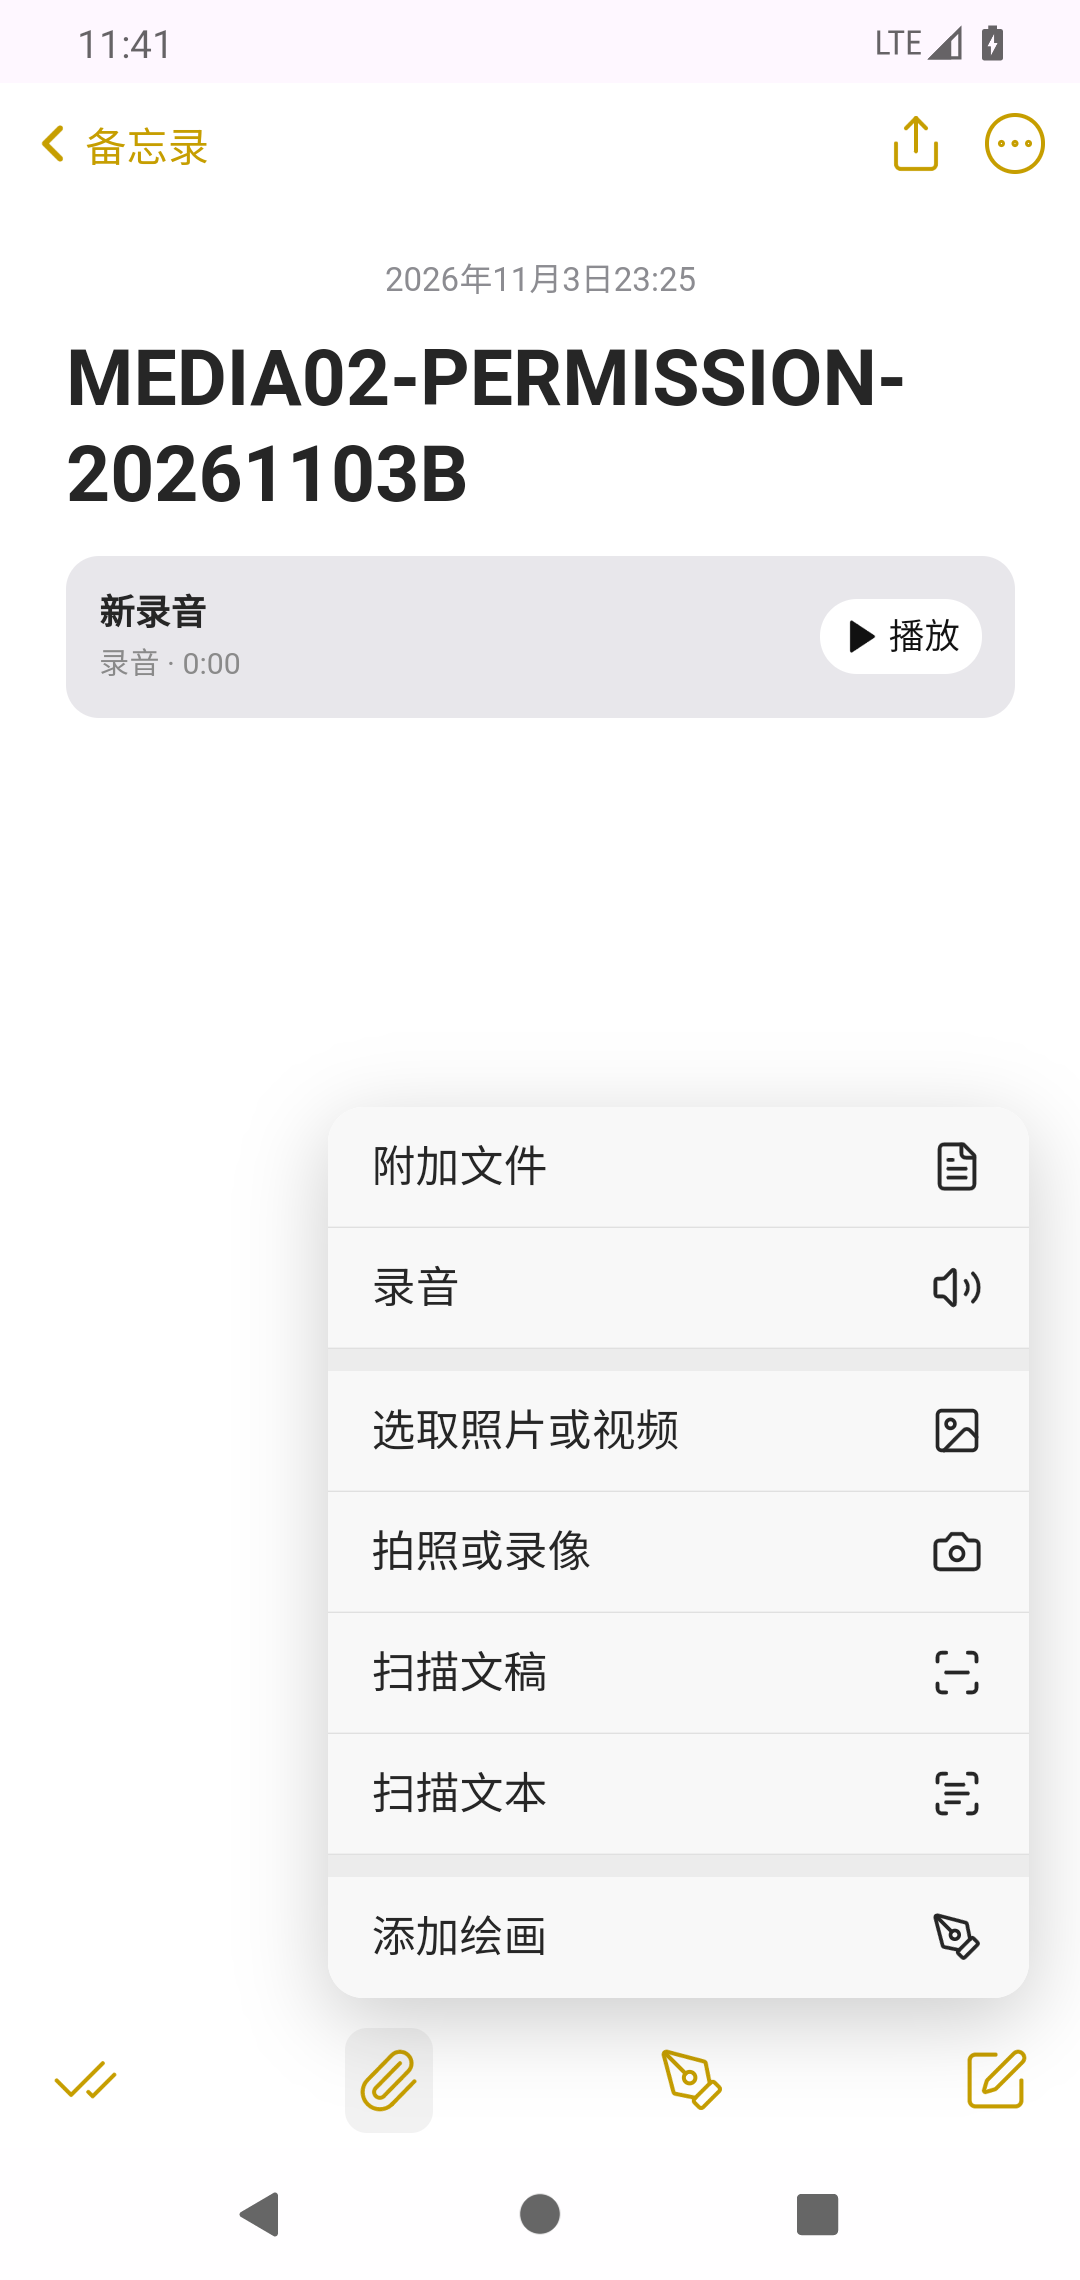 11:41
LTE
备忘录
2026年11月3日23:25
MEDIA02-PERMISSION-
20261103B
新录音
录音 · 0:00
播放
附加文件
录音
选取照片或视频
拍照或录像
扫描文稿
扫描文本
添加绘画